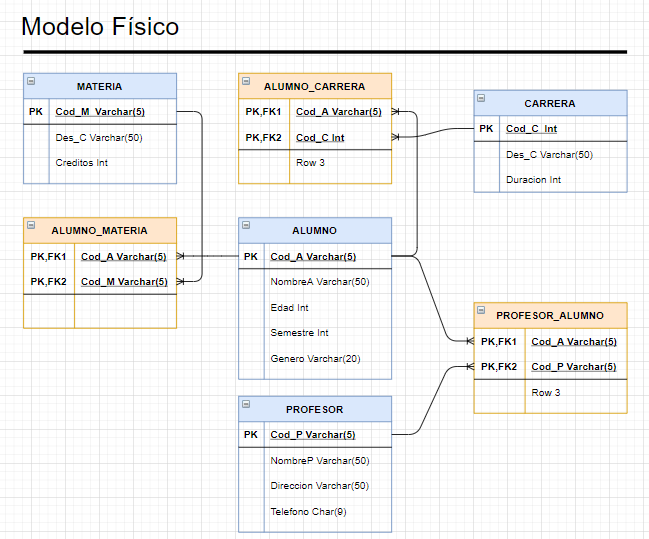 Modelo Físico
MATERIA
PK Cod_M Varchar(5)
Des_C Varchar(50)
Creditos Int
ALUMNO_CARRERA
PK,FK1 Cod_A Varchar(5)
PK,FK2 Cod_C Int
Row 3
CARRERA
PK Cod_C Int
Des_C Varchar(50)
Duracion Int
ALUMNO_MATERIA
PK,FK1 Cod_A Varchar(5)
PK,FK2 Cod_M Varchar(5)
ALUMNO
PK Cod_A Varchar(5)
NombreA Varchar(50)
Edad Int
Semestre Int
Genero Varchar(20)
PROFESOR_ALUMNO
PK,FK1 Cod_A Varchar(5)
PK,FK2 Cod_P Varchar(5)
Row 3
PROFESOR
PK Cod_P Varchar(5)
NombreP Varchar(50)
Direccion Varchar(50)
Telefono Char(9)